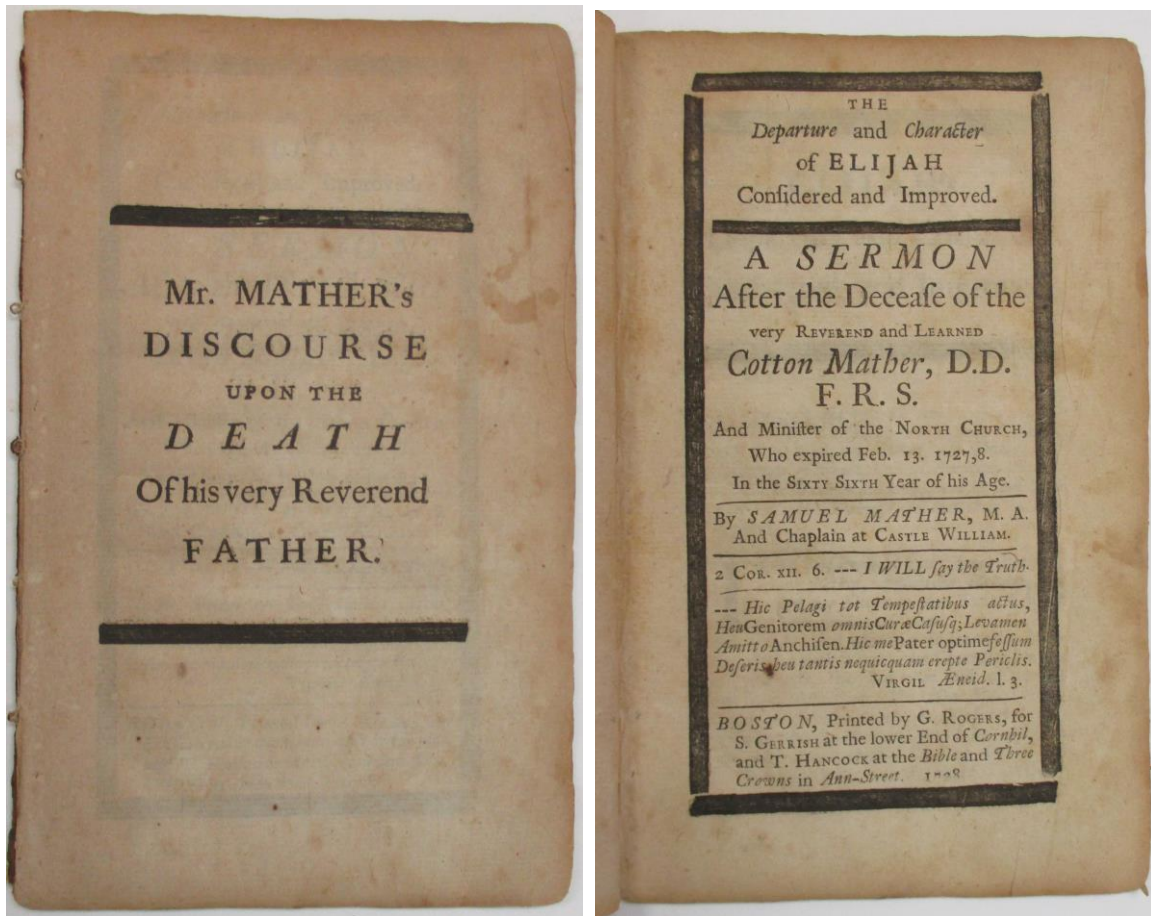 Mr. MATHER's
DISCOURSE
UPON THE
DEATH
Of his very Reverend
FATHER.
THE
Departure and Character
of ELIJAH
Conſidered and Improved.
A SERMON
After the Deceaſe of the
very REVEREND and LEARNED
Cotton Mather, D.D.
F. R. S.
And Miniſter of the NORTH CHURCH,
Who expired Feb. 13. 1727,8.
In the SIXTY SIXTH Year of his Age.
By SAMUEL MATHER, M. A.
And Chaplain at CASTLE WILLIAM.
2 COR. XII. 6. --- I WILL ſay the Truth.
--- Hic Pelagi tot Tempeſtatibus actus,
Heu Genitorem omnis Curæ Caſuſq; Levamen
Amitto Anchiſen. Hic me Pater optime feſſum
Deſeris, heu tantis nequicquam erepte Periclis.
VIRGIL Æneid. l. 3.
BOSTON, Printed by G. ROGERS, for
S. GERRISH at the lower End of Cornhil,
and T. HANCOCK at the Bible and Three
Crowns in Ann-Street. 1728